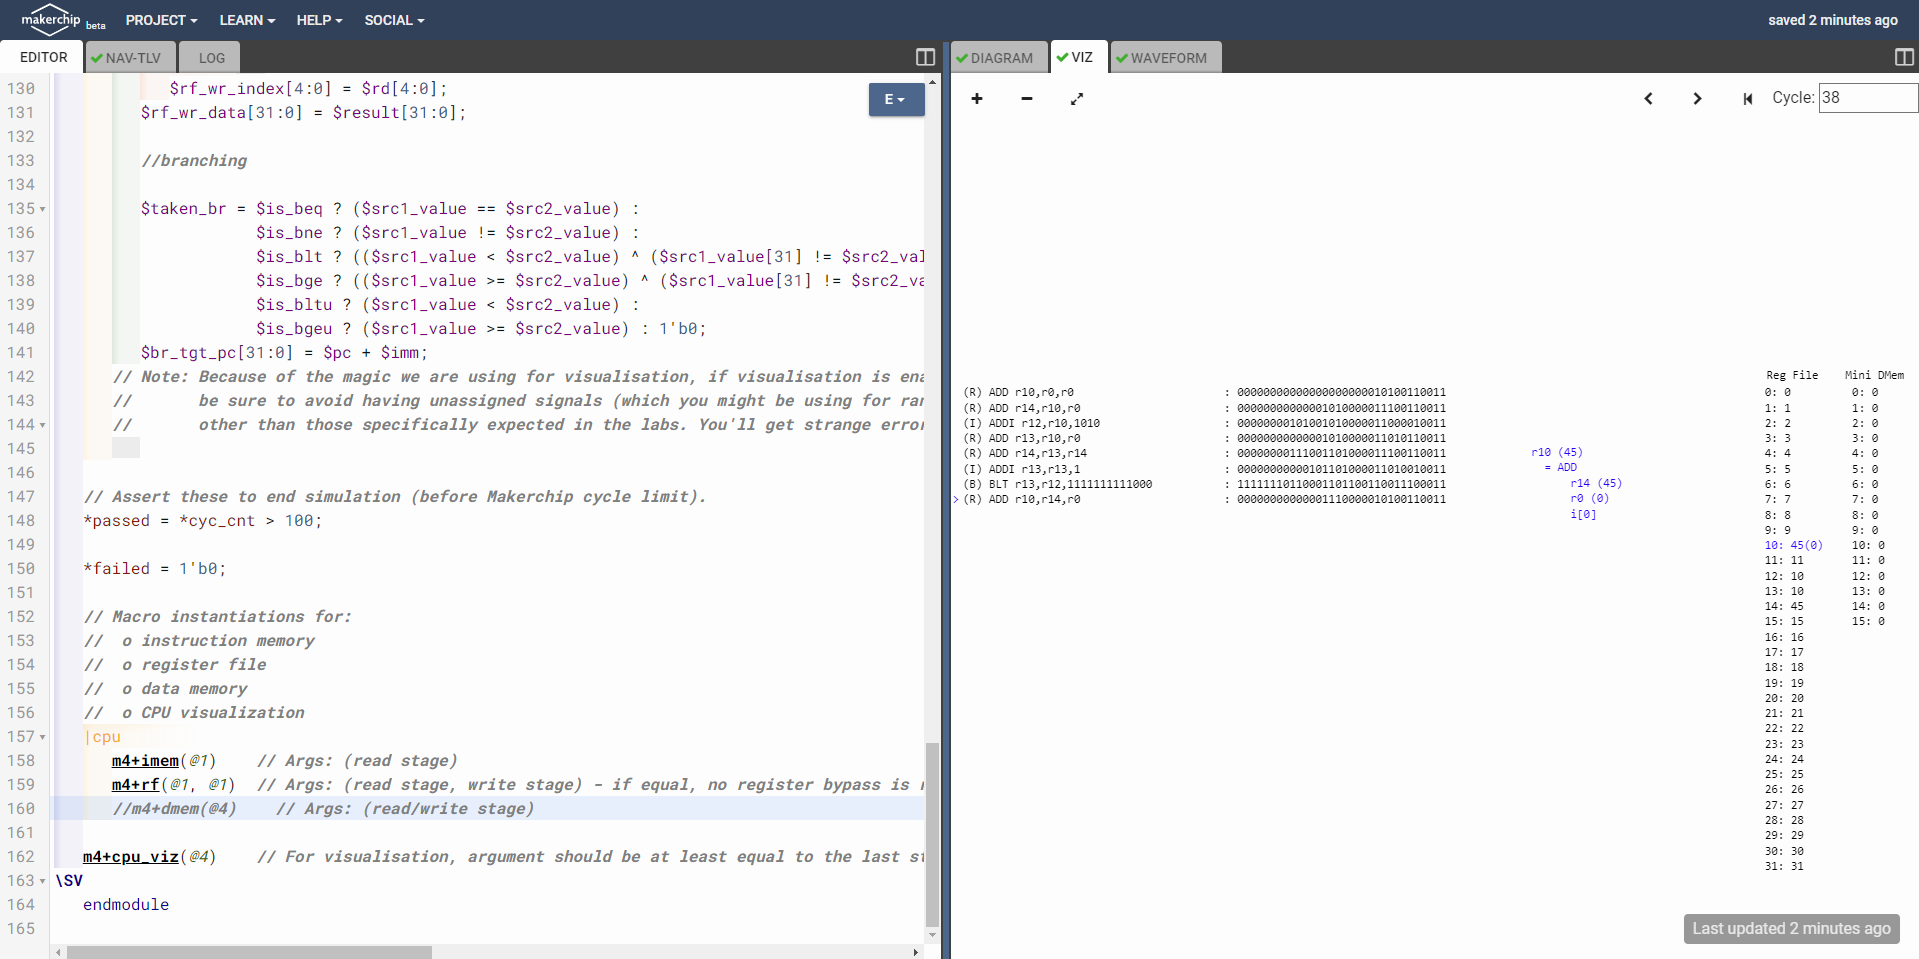 makerchip beta PROJECT LEARN HELP SOCIAL saved 2 minutes ago
EDITOR NAV-TLV LOG
130 $rf_wr_index[4:0] = $rd[4:0];
131 $rf_wr_data[31:0] = $result[31:0];
132
133 //branching
134
135 $taken_br = $is_beq ? ($src1_value == $src2_value) :
136 $is_bne ? ($src1_value != $src2_value) :
137 $is_blt ? (($src1_value < $src2_value) ^ ($src1_value[31] != $src2_val
138 $is_bge ? (($src1_value >= $src2_value) ^ ($src1_value[31] != $src2_va
139 $is_bltu ? ($src1_value < $src2_value) :
140 $is_bgeu ? ($src1_value >= $src2_value) : 1'b0;
141 $br_tgt_pc[31:0] = $pc + $imm;
142 // Note: Because of the magic we are using for visualisation, if visualisation is ena
143 // be sure to avoid having unassigned signals (which you might be using for ran
144 // other than those specifically expected in the labs. You'll get strange error
145
146
147 // Assert these to end simulation (before Makerchip cycle limit).
148 *passed = *cyc_cnt > 100;
149
150 *failed = 1'b0;
151
152 // Macro instantiations for:
153 // o instruction memory
154 // o register file
155 // o data memory
156 // o CPU visualization
157 |cpu
158 m4+imem(@1) // Args: (read stage)
159 m4+rf(@1, @1) // Args: (read stage, write stage) - if equal, no register bypass is r
160 //m4+dmem(@4) // Args: (read/write stage)
161
162 m4+cpu_viz(@4) // For visualisation, argument should be at least equal to the last st
163 \SV
164 endmodule
165
E
DIAGRAM VIZ WAVEFORM
Cycle: 38
(R) ADD r10,r0,r0 : 00000000000000000000010100110011
(R) ADD r14,r10,r0 : 00000000000001010000011100110011
(I) ADDI r12,r10,1010 : 00000000101001010000011000010011
(R) ADD r13,r10,r0 : 00000000000001010000011010110011
(R) ADD r14,r13,r14 : 00000000111001101000011100110011
(I) ADDI r13,r13,1 : 00000000000101101000011010010011
(B) BLT r13,r12,1111111111000 : 11111110110001101100110011100011
> (R) ADD r10,r14,r0 : 00000000000001110000010100110011
r10 (45)
= ADD
r14 (45)
r0 (0)
i[0]
Reg File Mini DMem
0: 0 0: 0
1: 1 1: 0
2: 2 2: 0
3: 3 3: 0
4: 4 4: 0
5: 5 5: 0
6: 6 6: 0
7: 7 7: 0
8: 8 8: 0
9: 9 9: 0
10: 45(0) 10: 0
11: 11 11: 0
12: 10 12: 0
13: 10 13: 0
14: 45 14: 0
15: 15 15: 0
16: 16
17: 17
18: 18
19: 19
20: 20
21: 21
22: 22
23: 23
24: 24
25: 25
26: 26
27: 27
28: 28
29: 29
30: 30
31: 31
Last updated 2 minutes ago